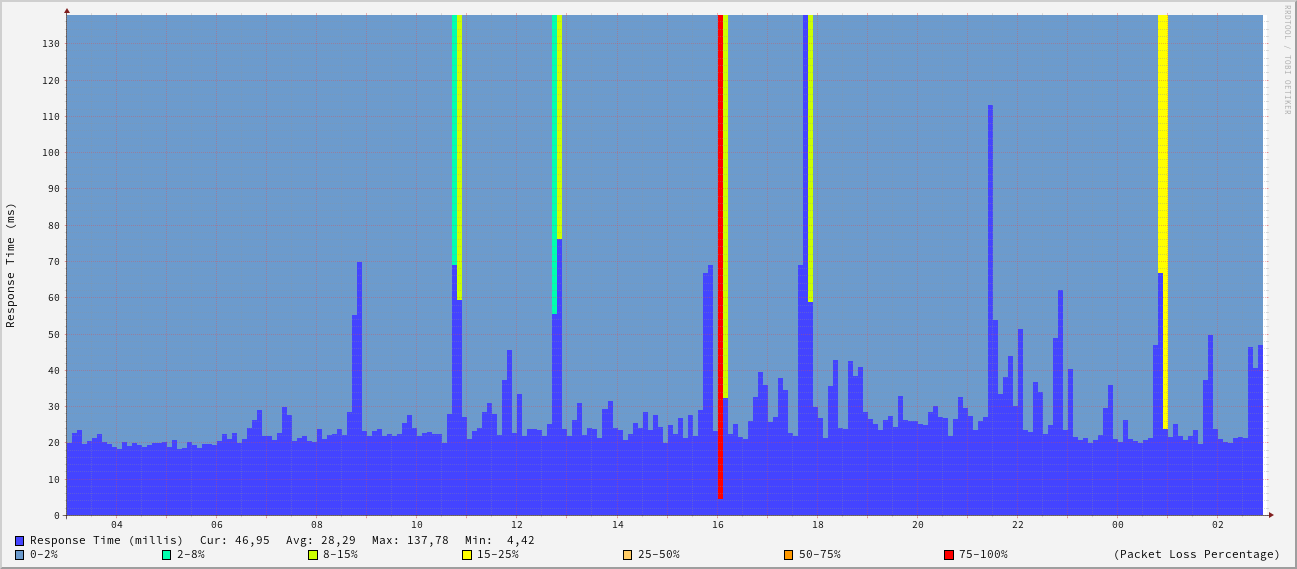 RRDTOOL / TOBI OETIKER
Response Time (ms)
130
120
110
100
90
80
70
60
50
40
30
20
10
0
04 06 08 10 12 14 16 18 20 22 00 02
Response Time (millis) Cur: 46,95 Avg: 28,29 Max: 137,78 Min: 4,42
0-2% 2-8% 8-15% 15-25% 25-50% 50-75% 75-100% (Packet Loss Percentage)